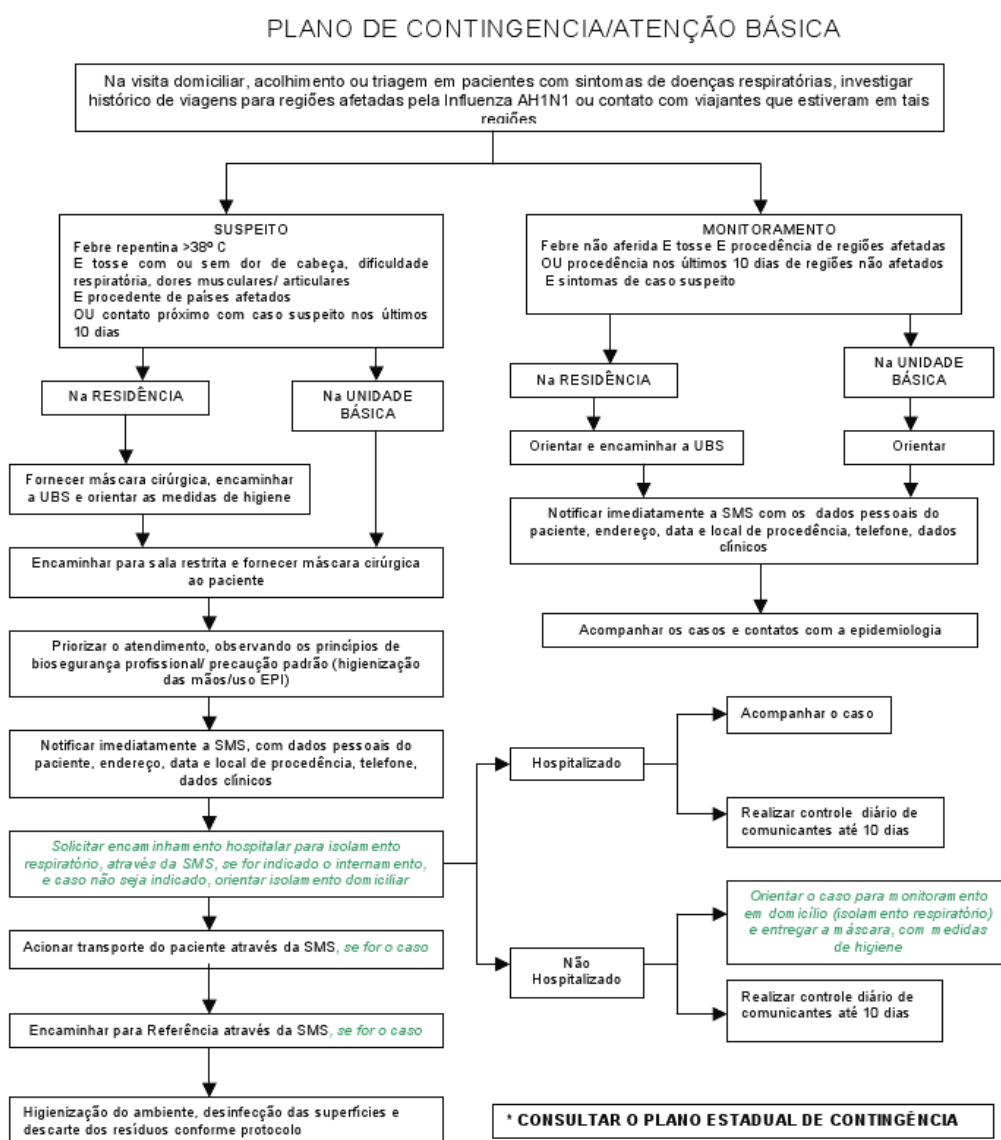 PLANO DE CONTINGENCIA/ATENÇÃO BÁSICA
Na visita domiciliar, acolhimento ou triagem em pacientes com sintomas de doenças respiratórias, investigar
histórico de viagens para regiões afetadas pela Influenza AH1N1 ou contato com viajantes que estiveram em tais
regiões
SUSPEITO
Febre repentina >38º C
E tosse com ou sem dor de cabeça, dificuldade
respiratória, dores musculares/ articulares
E procedente de países afetados
OU contato próximo com caso suspeito nos últimos
10 dias
MONITORAMENTO
Febre não aferida E tosse E procedência de regiões afetadas
OU procedência nos últimos 10 dias de regiões não afetados
E sintomas de caso suspeito
Na RESIDÊNCIA
Na UNIDADE
BÁSICA
Na RESIDÊNCIA
Na UNIDADE
BÁSICA
Fornecer máscara cirúrgica, encaminhar
a UBS e orientar as medidas de higiene
Orientar e encaminhar a UBS
Orientar
Notificar imediatamente a SMS com os dados pessoais do
paciente, endereço, data e local de procedência, telefone, dados
clínicos
Encaminhar para sala restrita e fornecer máscara cirúrgica
ao paciente
Acompanhar os casos e contatos com a epidemiologia
Priorizar o atendimento, observando os princípios de
biosegurança profissional/ precaução padrão (higienização
das mãos/uso EPI)
Notificar imediatamente a SMS, com dados pessoais do
paciente, endereço, data e local de procedência, telefone,
dados clínicos
Solicitar encaminhamento hospitalar para isolamento
respiratório, através da SMS, se for indicado o internamento,
e caso não seja indicado, orientar isolamento domiciliar
Acionar transporte do paciente através da SMS, se for o caso
Encaminhar para Referência através da SMS, se for o caso
Higienização do ambiente, desinfecção das superfícies e
descarte dos resíduos conforme protocolo
Hospitalizado
Acompanhar o caso
Realizar controle diário de
comunicantes até 10 dias
Não
Hospitalizado
Orientar o caso para monitoramento
em domicílio (isolamento respiratório)
e entregar a máscara, com medidas
de higiene
Realizar controle diário de
comunicantes até 10 dias
* CONSULTAR O PLANO ESTADUAL DE CONTINGÊNCIA